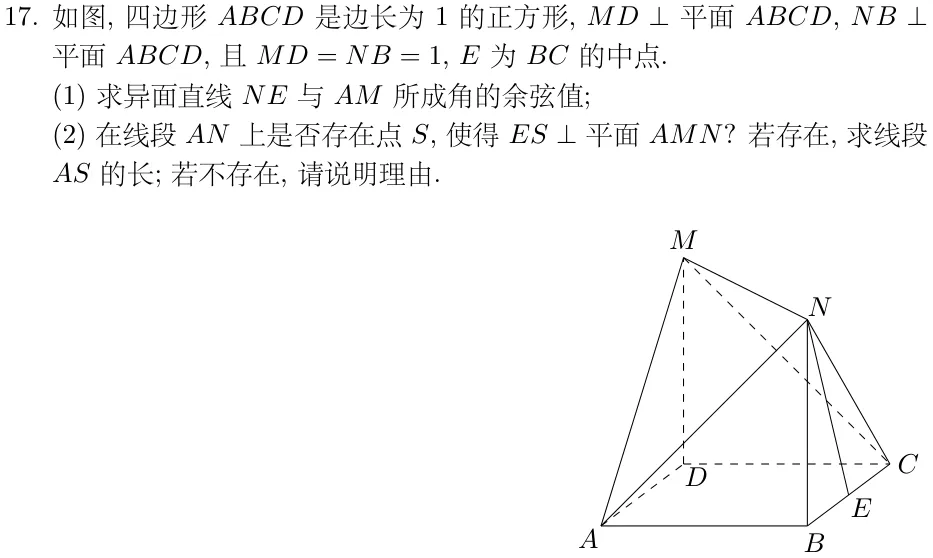 17. 如图, 四边形 ABCD 是边长为 1 的正方形, MD ⊥ 平面 ABCD, NB ⊥
平面 ABCD, 且 MD = NB = 1, E 为 BC 的中点.
(1) 求异面直线 NE 与 AM 所成角的余弦值;
(2) 在线段 AN 上是否存在点 S, 使得 ES ⊥ 平面 AMN? 若存在, 求线段
AS 的长; 若不存在, 请说明理由.
M
N
D
C
E
A
B